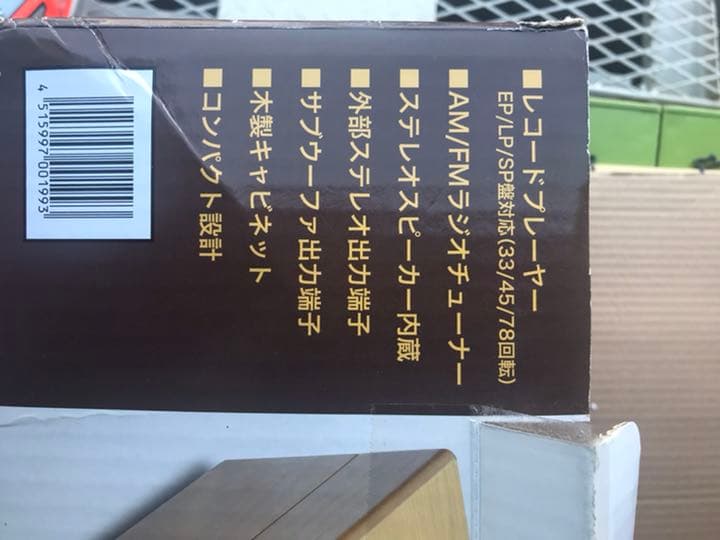 ■レコードプレーヤー
EP/LP/SP盤対応(33/45/78回転)
■AM/FMラジオチューナー
■ステレオスピーカー内蔵
■外部ステレオ出力端子
■サブウーファ出力端子
■木製キャビネット
■コンパクト設計
4 515997 001993